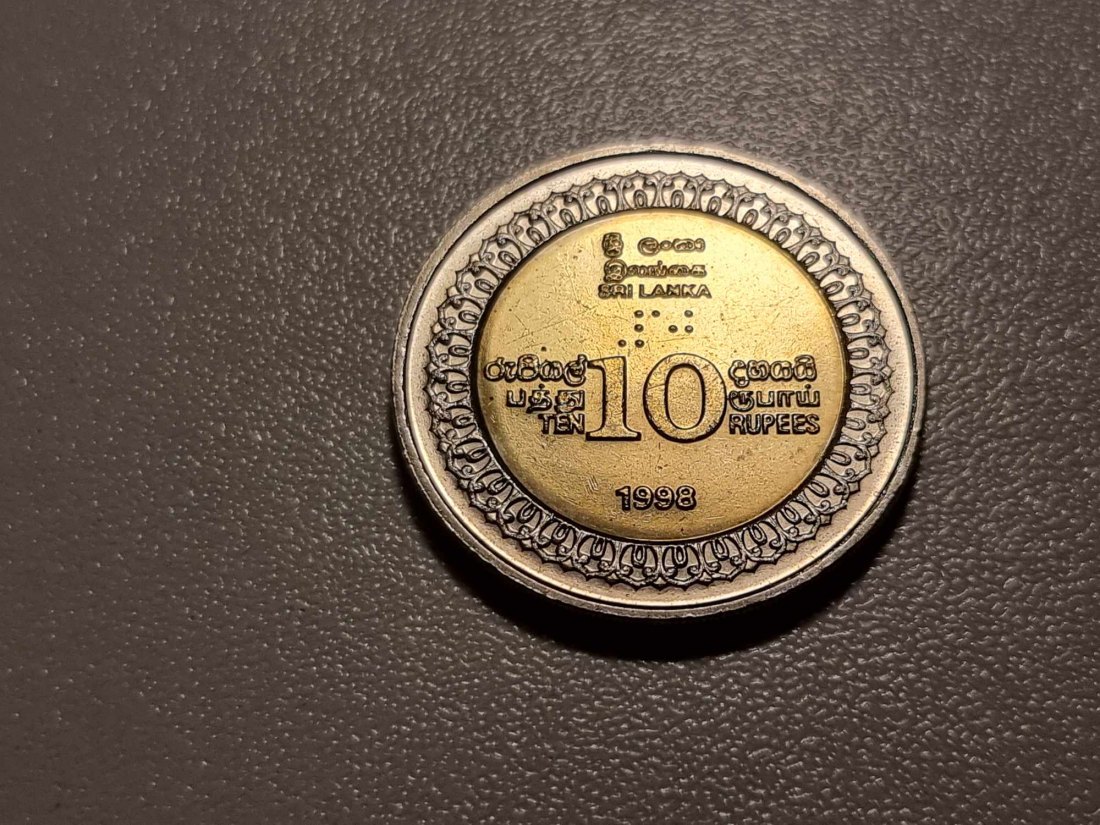 ශ්‍රී ලංකා
இலங்கை
SRI LANKA
රුපියල් 10 දහයයි
பத்து ரூபாய்
TEN RUPEES
1998